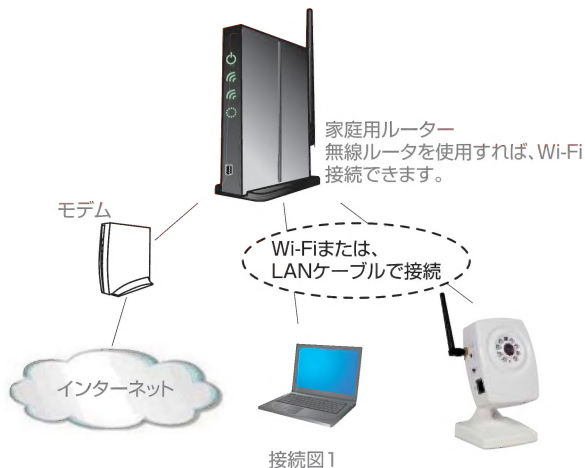 家庭用ルーター
無線ルータを使用すれば、Wi-Fi
接続できます。
モデム
Wi-Fiまたは、
LANケーブルで接続
インターネット
接続図1